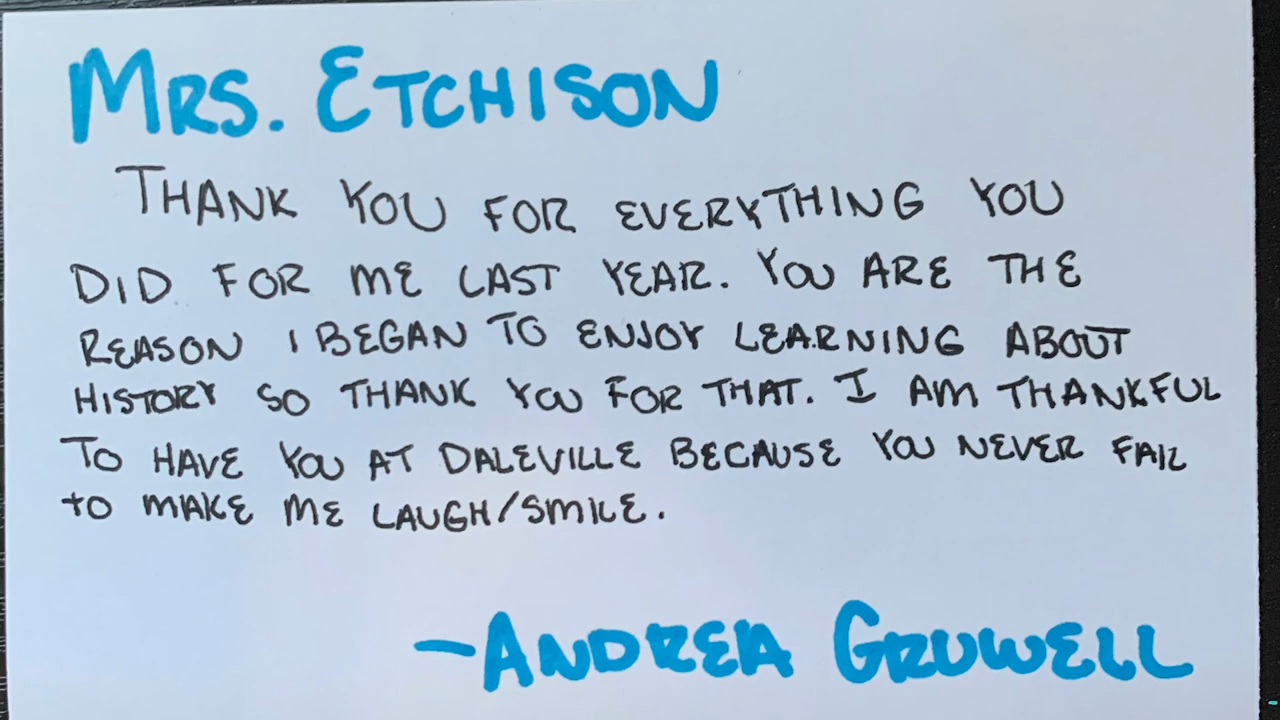 MRS. ETCHISON
THANK YOU FOR EVERYTHING YOU
DID FOR ME LAST YEAR. YOU ARE THE
REASON I BEGAN TO ENJOY LEARNING ABOUT
HISTORY SO THANK YOU FOR THAT. I AM THANKFUL
TO HAVE YOU AT DALEVILLE BECAUSE YOU NEVER FAIL
TO MAKE ME LAUGH/SMILE.
-ANDREA GRUWELL